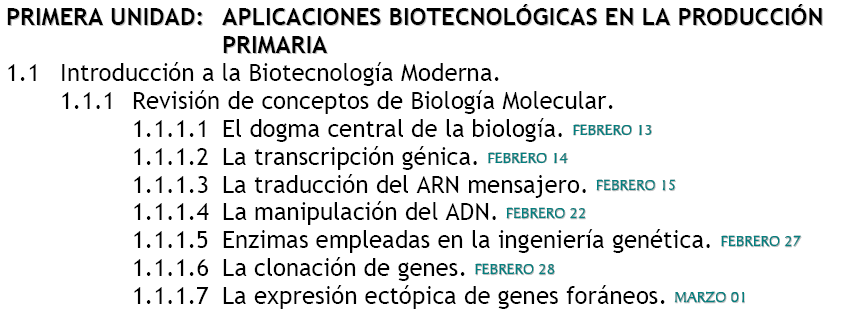 PRIMERA UNIDAD: APLICACIONES BIOTECNOLÓGICAS EN LA PRODUCCIÓN
PRIMARIA
1.1 Introducción a la Biotecnología Moderna.
1.1.1 Revisión de conceptos de Biología Molecular.
1.1.1.1 El dogma central de la biología. FEBRERO 13
1.1.1.2 La transcripción génica. FEBRERO 14
1.1.1.3 La traducción del ARN mensajero. FEBRERO 15
1.1.1.4 La manipulación del ADN. FEBRERO 22
1.1.1.5 Enzimas empleadas en la ingeniería genética. FEBRERO 27
1.1.1.6 La clonación de genes. FEBRERO 28
1.1.1.7 La expresión ectópica de genes foráneos. MARZO 01